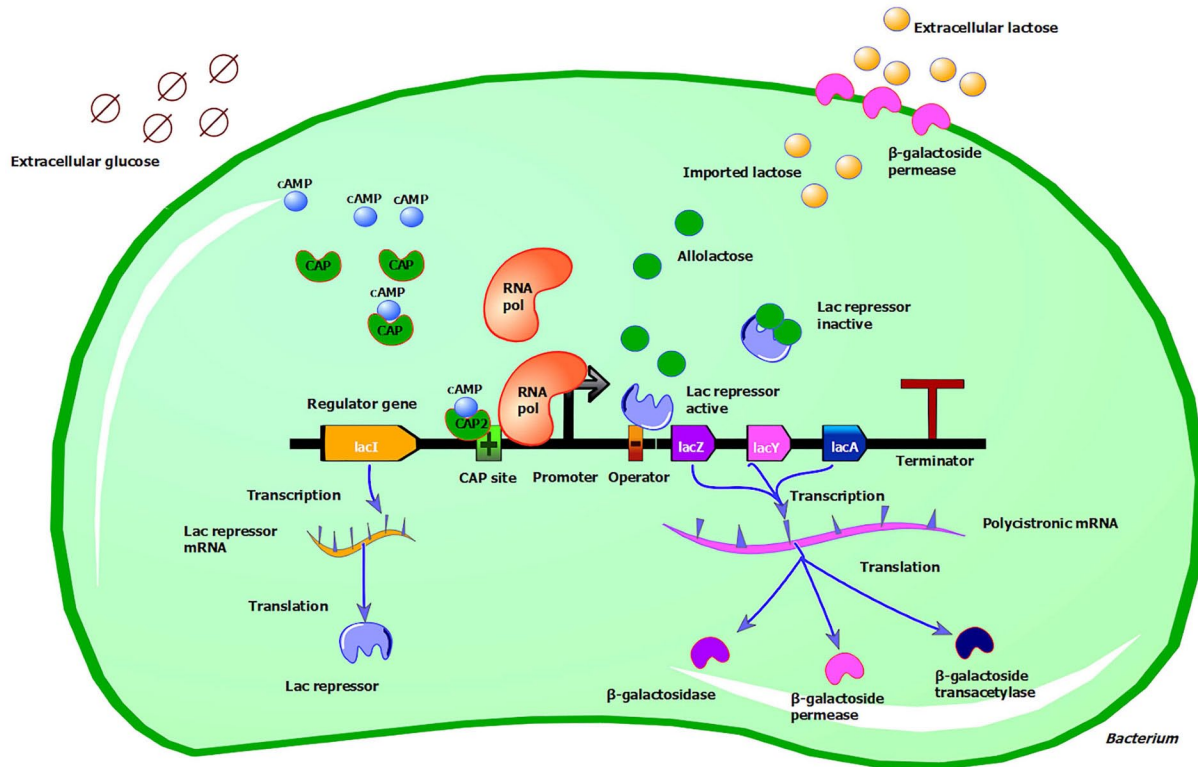 Extracellular lactose
Extracellular glucose
β-galactoside
permease
Imported lactose
cAMP
cAMP
cAMP
Allolactose
CAP
CAP
cAMP
CAP
RNA
pol
Lac repressor
inactive
cAMP
CAP2
RNA
pol
Lac repressor
active
Regulator gene
lacI
+
-
lacZ
lacY
lacA
CAP site
Promoter
Operator
Terminator
Transcription
Transcription
Lac repressor
mRNA
Polycistronic mRNA
Translation
Translation
Lac repressor
β-galactosidase
β-galactoside
permease
β-galactoside
transacetylase
Bacterium